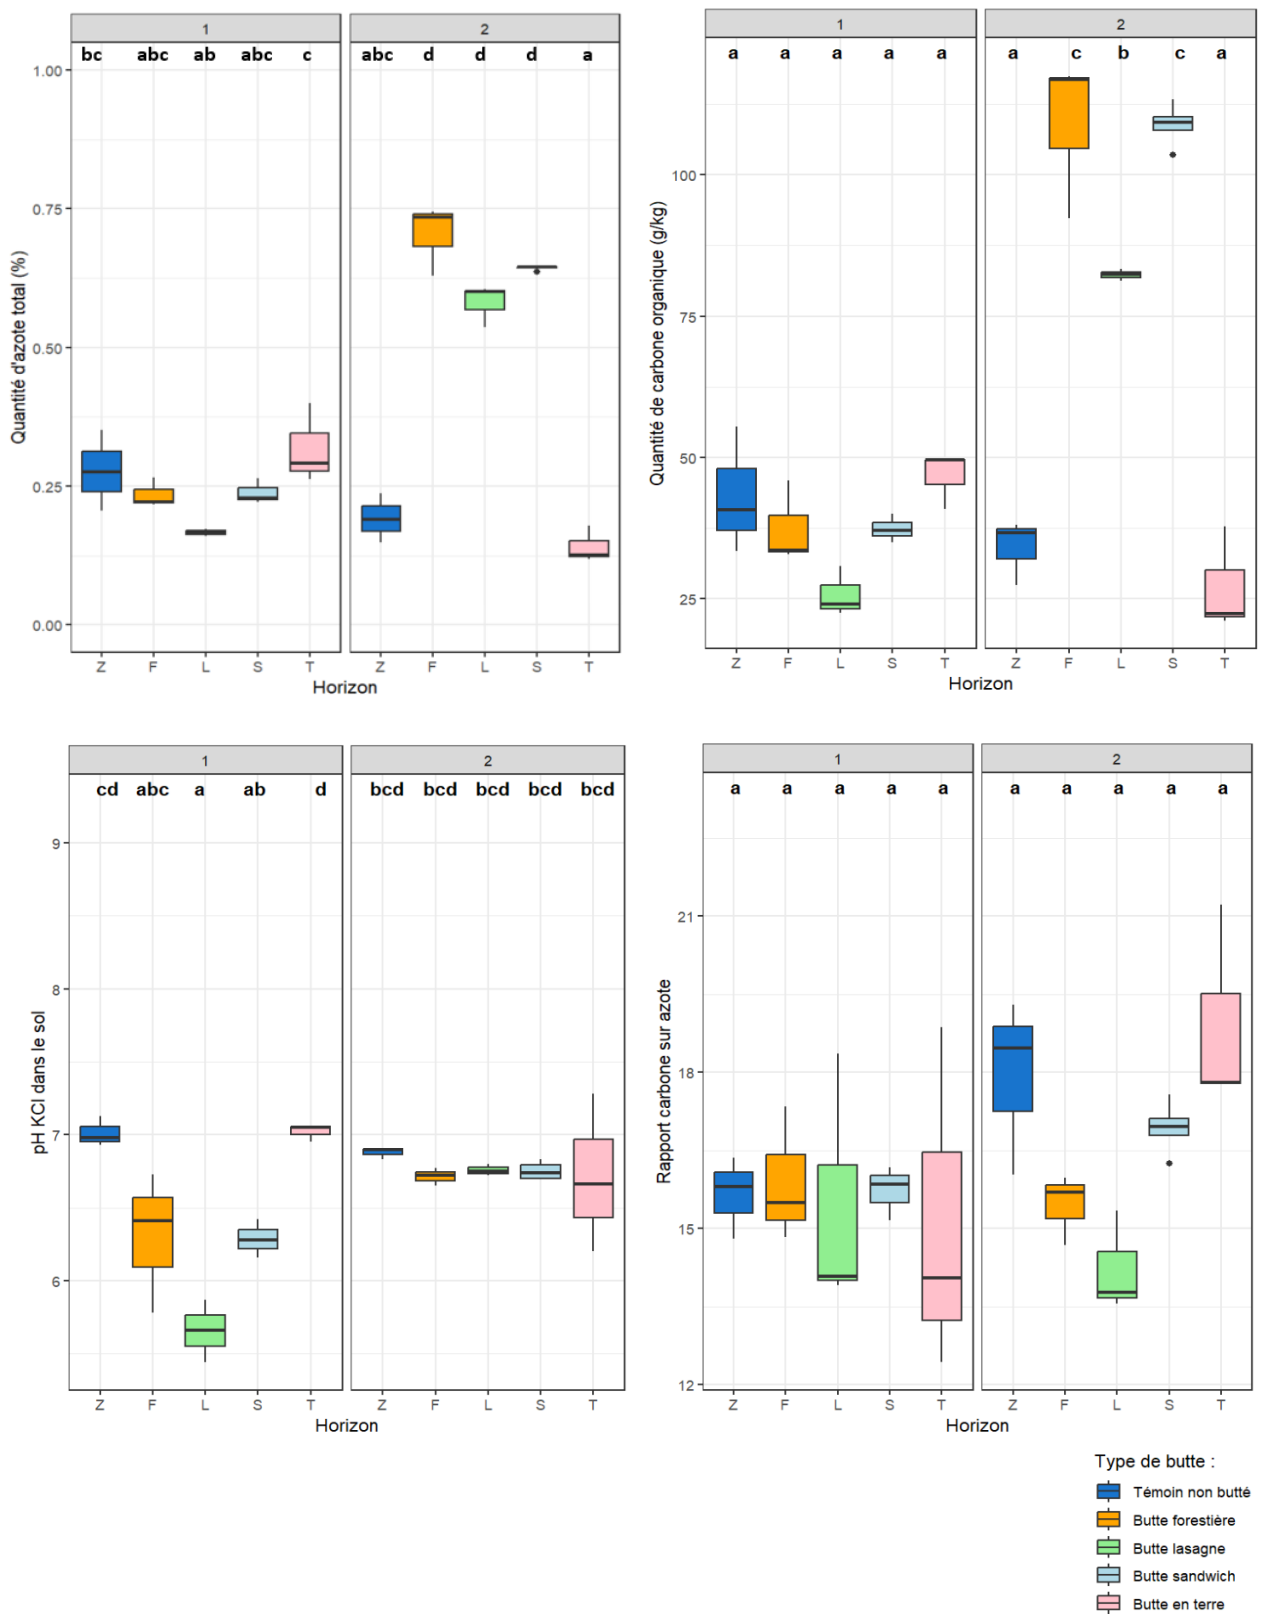 1 2
bc abc ab abc c abc d d d a
1.00
0.75
0.50
0.25
0.00
Quantité d'azote total (%)
Z F L S T Z F L S T
Horizon
1 2
a a a a a a c b c a
100
75
50
25
Quantité de carbone organique (g/kg)
Z F L S T Z F L S T
Horizon
1 2
cd abc a ab d bcd bcd bcd bcd bcd
9
8
7
6
pH KCl dans le sol
Z F L S T Z F L S T
Horizon
1 2
a a a a a a a a a a
21
18
15
12
Rapport carbone sur azote
Z F L S T Z F L S T
Horizon
Type de butte :
Témoin non butté
Butte forestière
Butte lasagne
Butte sandwich
Butte en terre